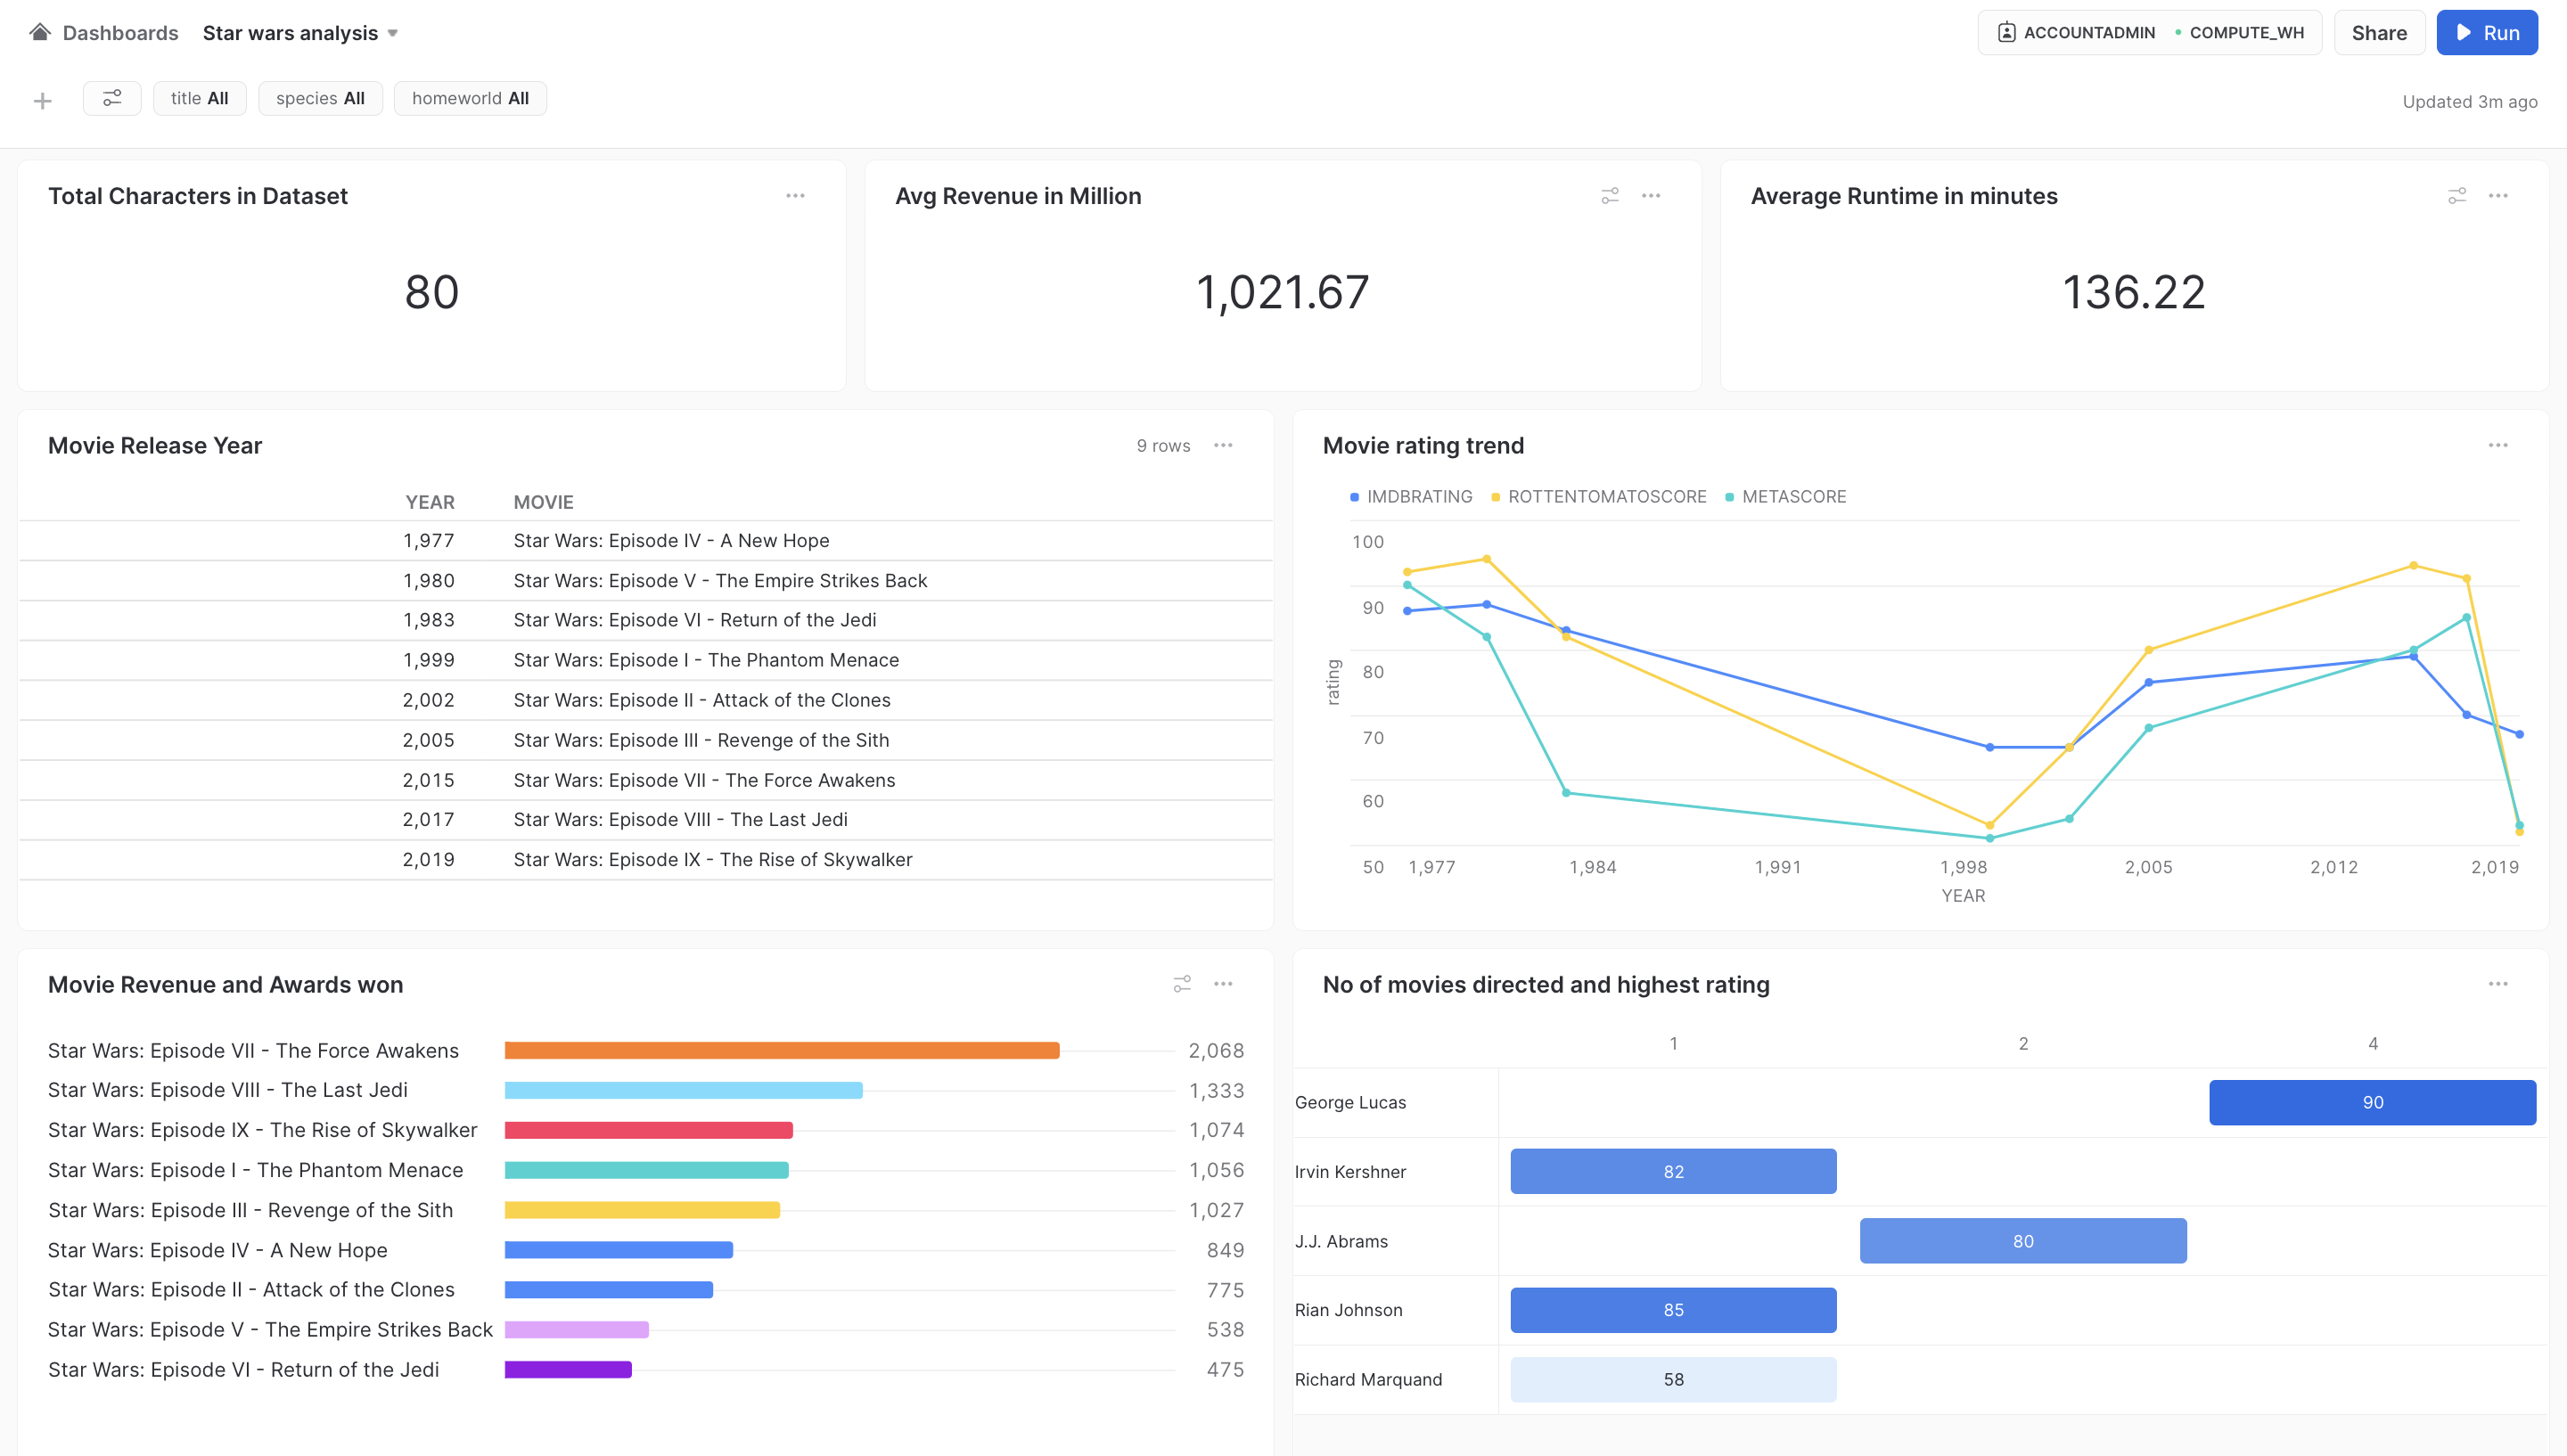 Dashboards Star wars analysis ACCOUNTADMIN COMPUTE_WH Share Run
title All species All homeworld All Updated 3m ago
Total Characters in Dataset
80
Avg Revenue in Million
1,021.67
Average Runtime in minutes
136.22
Movie Release Year 9 rows
YEAR MOVIE
1,977 Star Wars: Episode IV - A New Hope
1,980 Star Wars: Episode V - The Empire Strikes Back
1,983 Star Wars: Episode VI - Return of the Jedi
1,999 Star Wars: Episode I - The Phantom Menace
2,002 Star Wars: Episode II - Attack of the Clones
2,005 Star Wars: Episode III - Revenge of the Sith
2,015 Star Wars: Episode VII - The Force Awakens
2,017 Star Wars: Episode VIII - The Last Jedi
2,019 Star Wars: Episode IX - The Rise of Skywalker
Movie rating trend
IMDBRATING ROTTENTOMATOSCORE METASCORE
100
90
80
70
60
50
rating
1,977 1,984 1,991 1,998 2,005 2,012 2,019
YEAR
Movie Revenue and Awards won
Star Wars: Episode VII - The Force Awakens 2,068
Star Wars: Episode VIII - The Last Jedi 1,333
Star Wars: Episode IX - The Rise of Skywalker 1,074
Star Wars: Episode I - The Phantom Menace 1,056
Star Wars: Episode III - Revenge of the Sith 1,027
Star Wars: Episode IV - A New Hope 849
Star Wars: Episode II - Attack of the Clones 775
Star Wars: Episode V - The Empire Strikes Back 538
Star Wars: Episode VI - Return of the Jedi 475
No of movies directed and highest rating
1 2 4
George Lucas 90
Irvin Kershner 82
J.J. Abrams 80
Rian Johnson 85
Richard Marquand 58